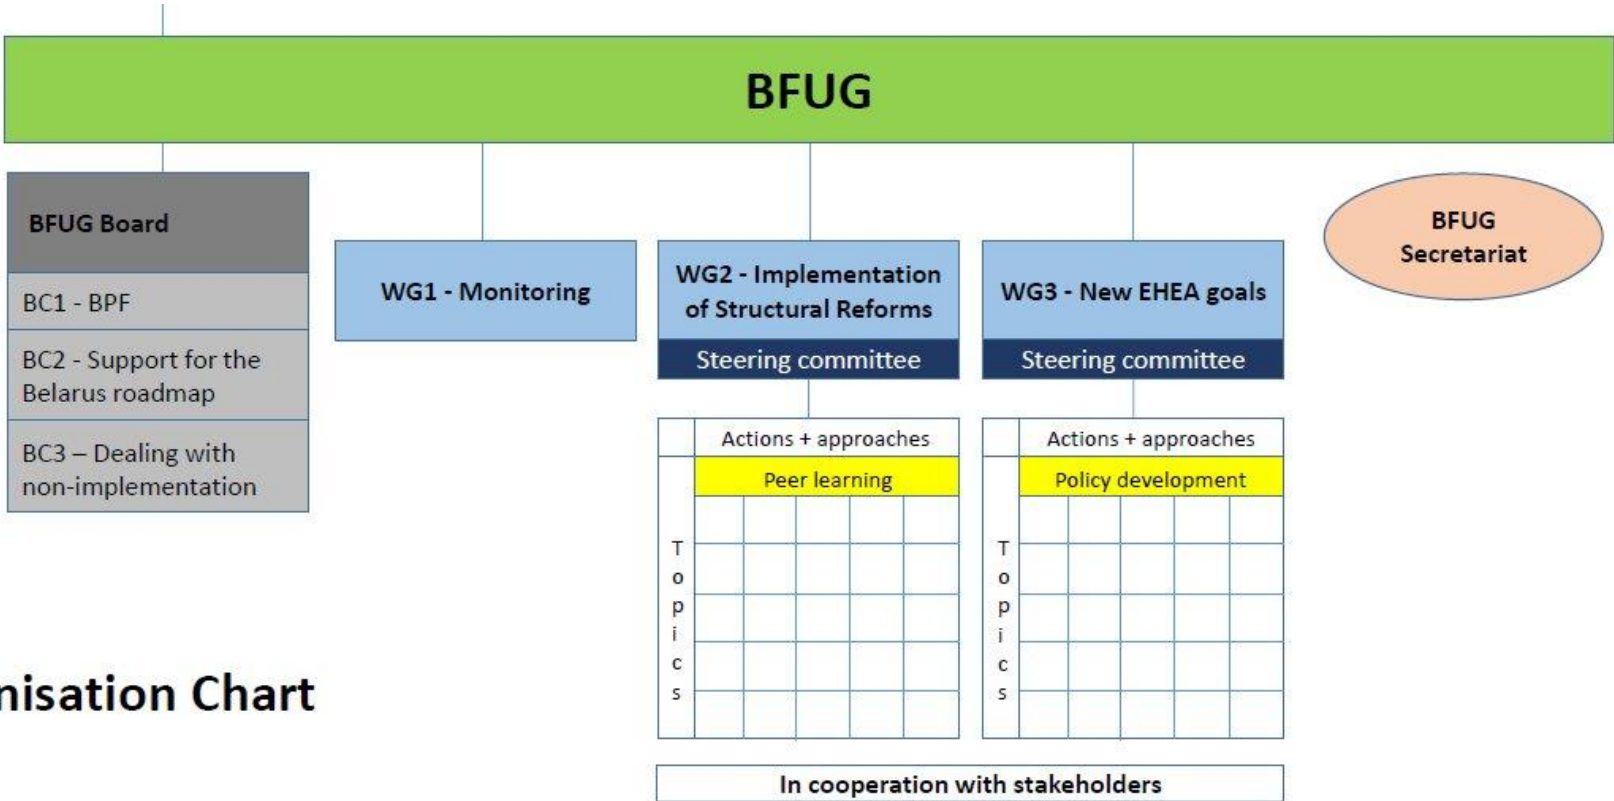 BFUG
BFUG Board
BC1 - BPF
BC2 - Support for the
Belarus roadmap
BC3 – Dealing with
non-implementation
WG1 - Monitoring
WG2 - Implementation
of Structural Reforms
Steering committee
Actions + approaches
Peer learning
Topics
WG3 - New EHEA goals
Steering committee
Actions + approaches
Policy development
Topics
BFUG
Secretariat
nisation Chart
In cooperation with stakeholders